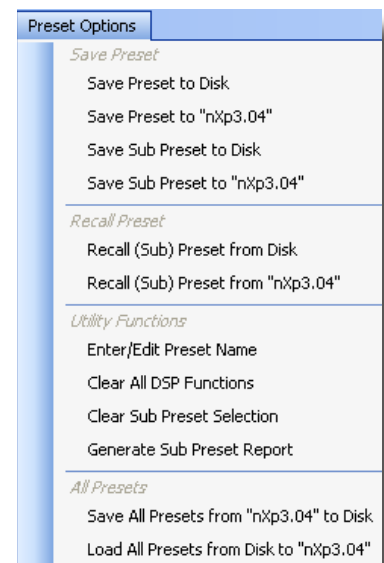 Preset Options
Save Preset
Save Preset to Disk
Save Preset to "nXp3.04"
Save Sub Preset to Disk
Save Sub Preset to "nXp3.04"
Recall Preset
Recall (Sub) Preset from Disk
Recall (Sub) Preset from "nXp3.04"
Utility Functions
Enter/Edit Preset Name
Clear All DSP Functions
Clear Sub Preset Selection
Generate Sub Preset Report
All Presets
Save All Presets from "nXp3.04" to Disk
Load All Presets from Disk to "nXp3.04"